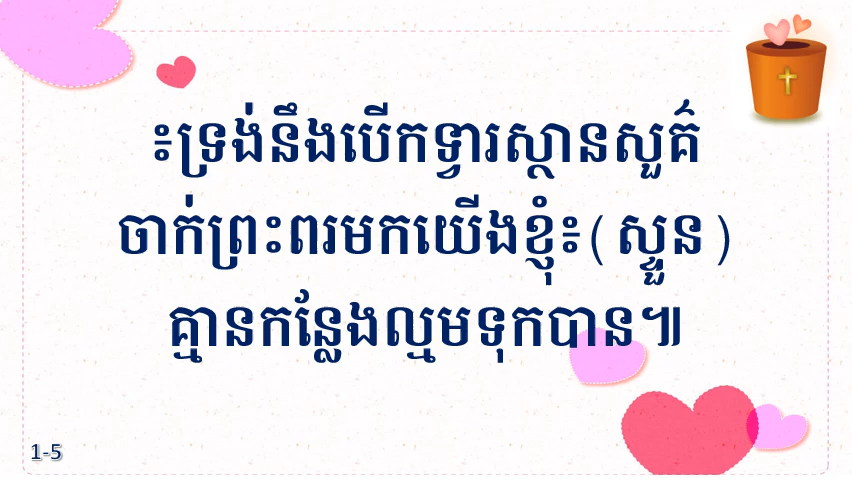 ៖ទ្រង់នឹងបើកទ្វារស្ថានសួគ៌
ចាក់ព្រះពរមកយើងខ្ញុំ៖( ស្ទួន )
គ្មានកន្លែងល្មមទុកបាន៕
1-5